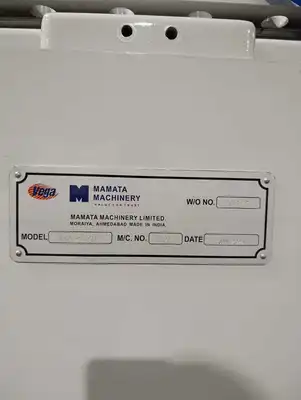 Vega
MAMATA
MACHINERY
W/O NO.
MAMATA MACHINERY LIMITED.
MORAIYA, AHMEDABAD MADE IN INDIA.
MODEL M/C. NO. DATE